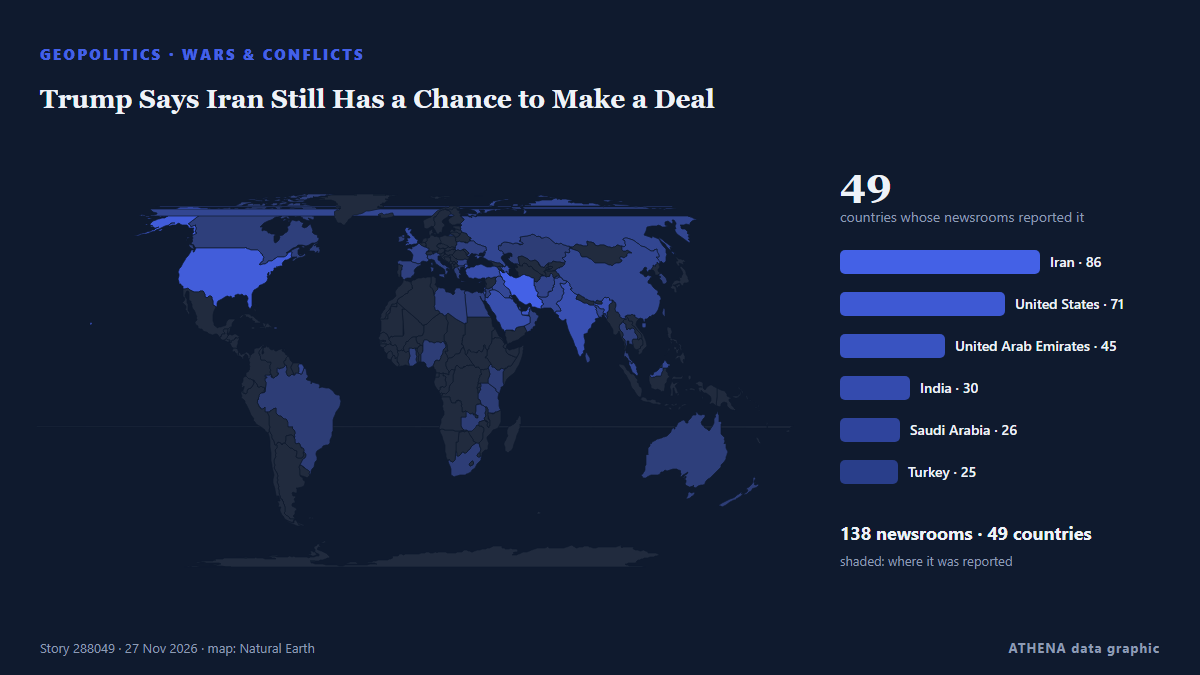 GEOPOLITICS · WARS & CONFLICTS
Trump Says Iran Still Has a Chance to Make a Deal
49
countries whose newsrooms reported it
Iran · 86
United States · 71
United Arab Emirates · 45
India · 30
Saudi Arabia · 26
Turkey · 25
138 newsrooms · 49 countries
shaded: where it was reported
Story 288049 · 27 Nov 2026 · map: Natural Earth
ATHENA data graphic